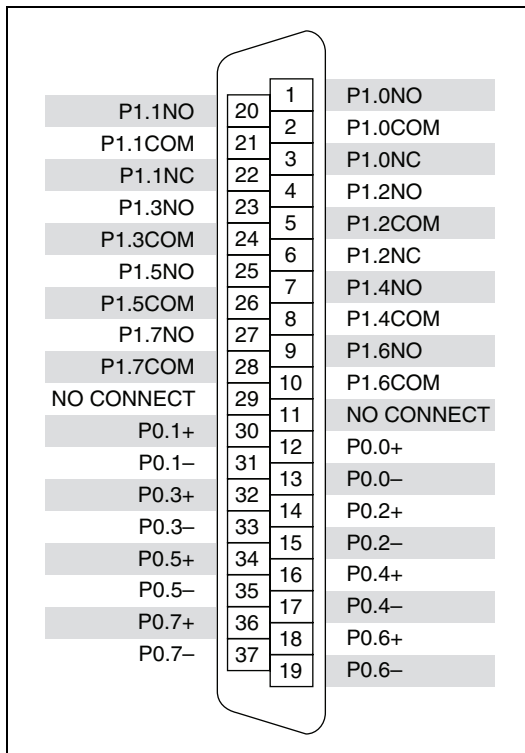 P1.1NO 20
P1.1COM 21
P1.1NC 22
P1.3NO 23
P1.3COM 24
P1.5NO 25
P1.5COM 26
P1.7NO 27
P1.7COM 28
NO CONNECT 29
P0.1+ 30
P0.1– 31
P0.3+ 32
P0.3– 33
P0.5+ 34
P0.5– 35
P0.7+ 36
P0.7– 37
1 P1.0NO
2 P1.0COM
3 P1.0NC
4 P1.2NO
5 P1.2COM
6 P1.2NC
7 P1.4NO
8 P1.4COM
9 P1.6NO
10 P1.6COM
11 NO CONNECT
12 P0.0+
13 P0.0–
14 P0.2+
15 P0.2–
16 P0.4+
17 P0.4–
18 P0.6+
19 P0.6–